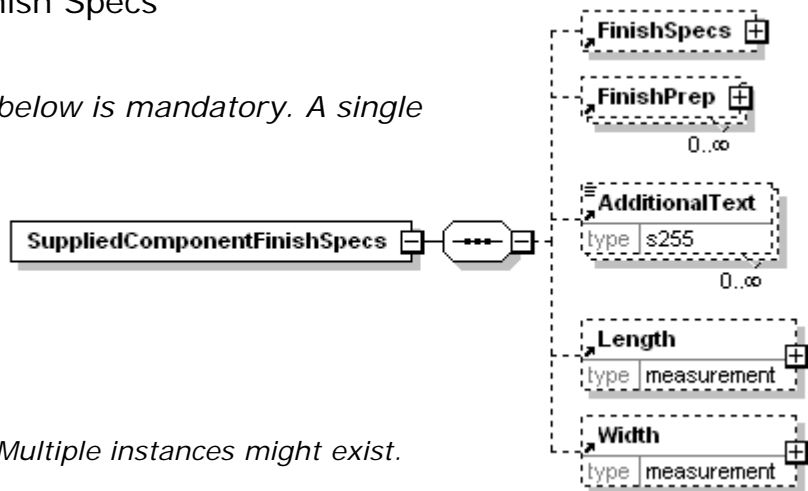 nish Specs
below is mandatory. A single
Multiple instances might exist.
SuppliedComponentFinishSpecs
FinishSpecs
FinishPrep
0..∞
AdditionalText
type s255
0..∞
Length
type measurement
Width
type measurement